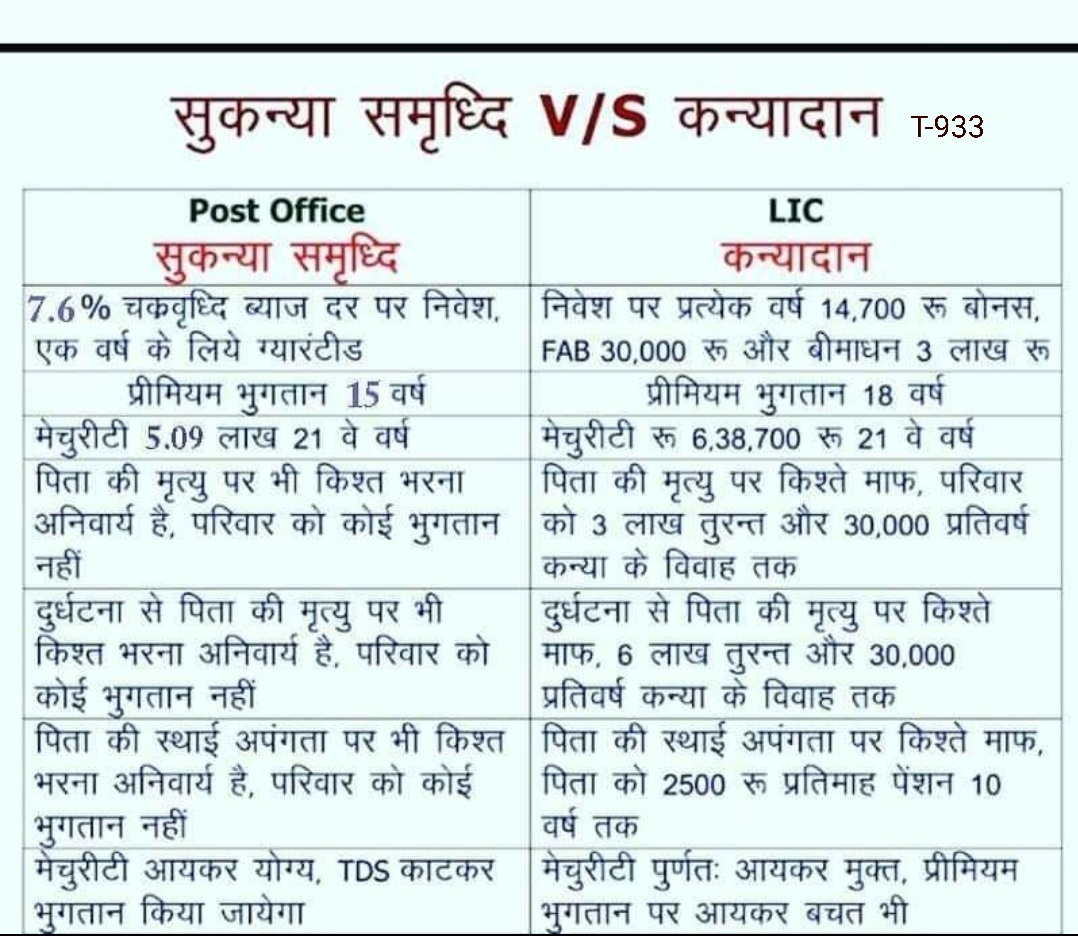 सुकन्या समृध्दि V/S कन्यादान T-933
Post Office
सुकन्या समृध्दि
LIC
कन्यादान
7.6% चकवृध्दि ब्याज दर पर निवेश,
एक वर्ष के लिये ग्यारंटीड
निवेश पर प्रत्येक वर्ष 14,700 रू बोनस,
FAB 30,000 रू और बीमाधन 3 लाख रू
प्रीमियम भुगतान 15 वर्ष
प्रीमियम भुगतान 18 वर्ष
मेचुरीटी 5.09 लाख 21 वे वर्ष
मेचुरीटी रू 6,38,700 रू 21 वे वर्ष
पिता की मृत्यु पर भी किश्त भरना
अनिवार्य है, परिवार को कोई भुगतान
नहीं
पिता की मृत्यु पर किश्ते माफ, परिवार
को 3 लाख तुरन्त और 30,000 प्रतिवर्ष
कन्या के विवाह तक
दुर्धटना से पिता की मृत्यु पर भी
किश्त भरना अनिवार्य है, परिवार को
कोई भुगतान नहीं
दुर्धटना से पिता की मृत्यु पर किश्ते
माफ, 6 लाख तुरन्त और 30,000
प्रतिवर्ष कन्या के विवाह तक
पिता की स्थाई अपंगता पर भी किश्त
भरना अनिवार्य है, परिवार को कोई
भुगतान नहीं
पिता की स्थाई अपंगता पर किश्ते माफ,
पिता को 2500 रू प्रतिमाह पेंशन 10
वर्ष तक
मेचुरीटी आयकर योग्य, TDS काटकर
भुगतान किया जायेगा
मेचुरीटी पुर्णतः आयकर मुक्त, प्रीमियम
भुगतान पर आयकर बचत भी